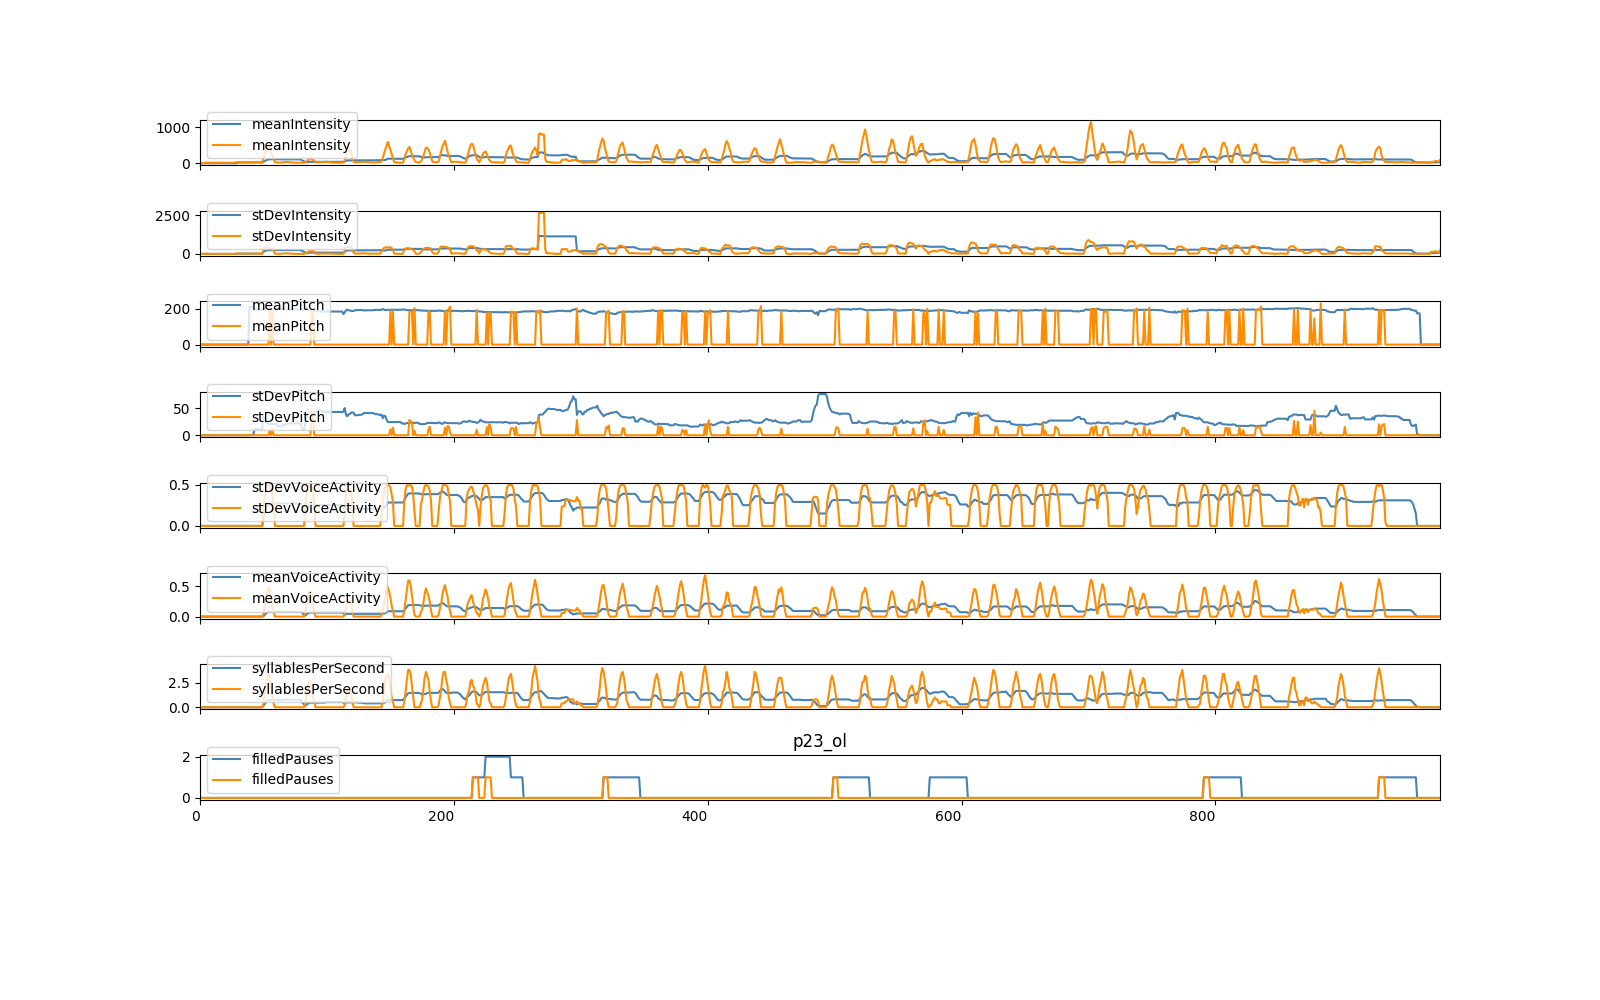 meanIntensity
meanIntensity
1000
0
stDevIntensity
stDevIntensity
2500
0
meanPitch
meanPitch
200
0
stDevPitch
stDevPitch
50
0
stDevVoiceActivity
stDevVoiceActivity
0.5
0.0
meanVoiceActivity
meanVoiceActivity
0.5
0.0
syllablesPerSecond
syllablesPerSecond
2.5
0.0
p23_ol
filledPauses
filledPauses
2
0
0 200 400 600 800